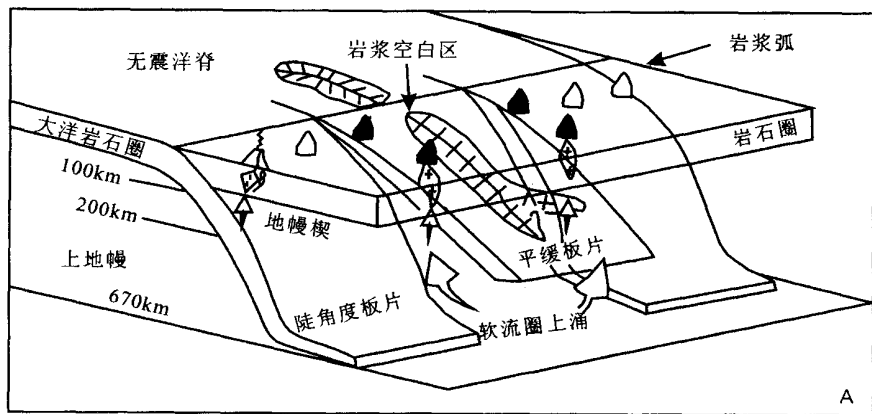 无震洋脊
岩浆空白区
岩浆弧
大洋岩石圈
岩石圈
100km
200km
地幔楔
上地幔
平缓板片
670km
陡角度板片
软流圈上涌
A